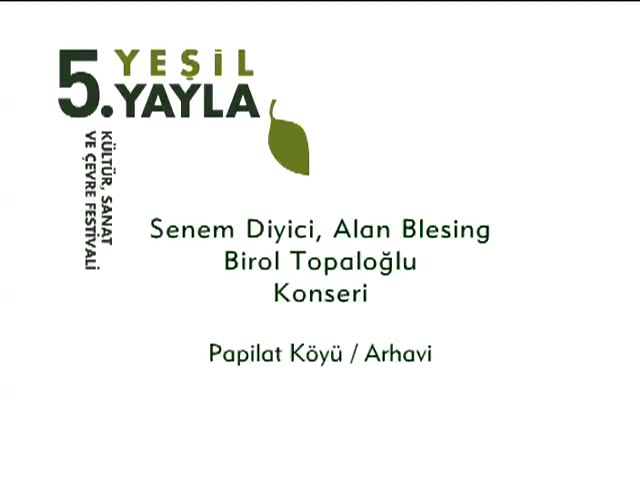 5. YEŞİL
YAYLA
KÜLTÜR, SANAT
VE ÇEVRE FESTİVALİ
Senem Diyici, Alan Blesing
Birol Topaloğlu
Konseri
Papilat Köyü / Arhavi